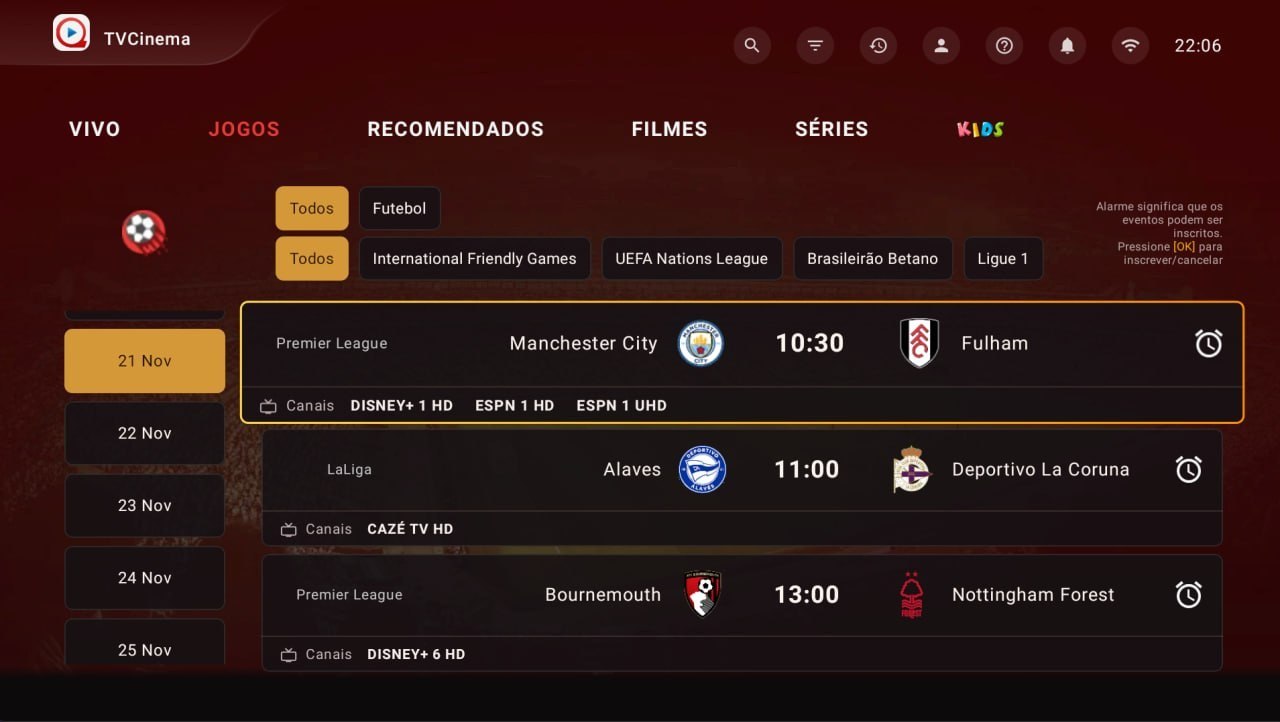 TVCinema
22:06
VIVO JOGOS RECOMENDADOS FILMES SÉRIES KIDS
Todos Futebol
Todos International Friendly Games UEFA Nations League Brasileirão Betano Ligue 1
Alarme significa que os
eventos podem ser
inscritos.
Pressione [OK] para
inscrever/cancelar
21 Nov
22 Nov
23 Nov
24 Nov
25 Nov
Premier League Manchester City 10:30 Fulham
Canais DISNEY+ 1 HD ESPN 1 HD ESPN 1 UHD
LaLiga Alaves 11:00 Deportivo La Coruna
Canais CAZÉ TV HD
Premier League Bournemouth 13:00 Nottingham Forest
Canais DISNEY+ 6 HD